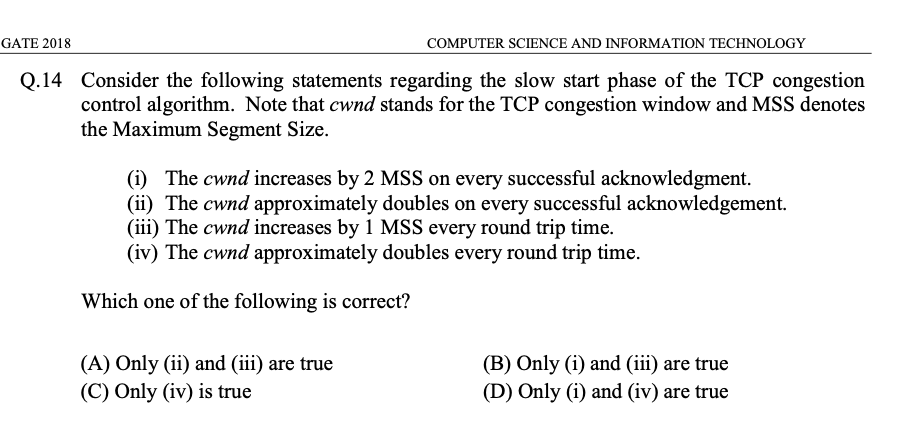 GATE 2018 COMPUTER SCIENCE AND INFORMATION TECHNOLOGY
Q.14 Consider the following statements regarding the slow start phase of the TCP congestion
control algorithm. Note that cwnd stands for the TCP congestion window and MSS denotes
the Maximum Segment Size.
(i) The cwnd increases by 2 MSS on every successful acknowledgment.
(ii) The cwnd approximately doubles on every successful acknowledgement.
(iii) The cwnd increases by 1 MSS every round trip time.
(iv) The cwnd approximately doubles every round trip time.
Which one of the following is correct?
(A) Only (ii) and (iii) are true (B) Only (i) and (iii) are true
(C) Only (iv) is true (D) Only (i) and (iv) are true